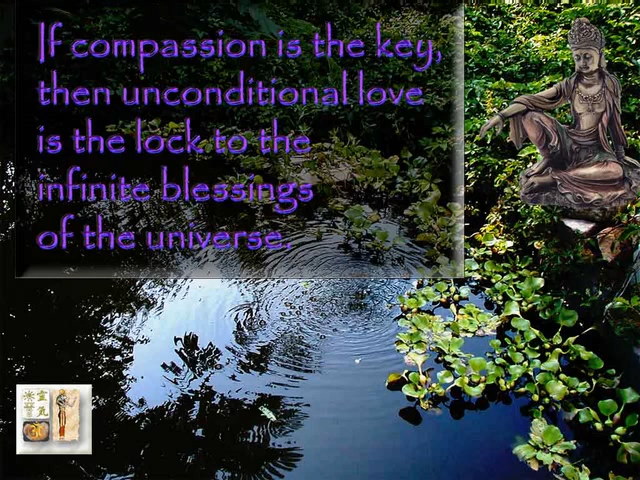 If compassion is the key,
then unconditional love
is the lock to the
infinite blessings
of the universe.